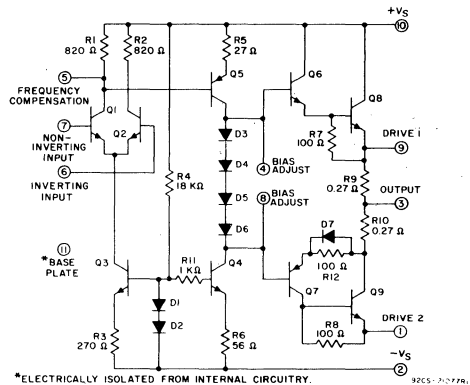 R1
820 Ω
R2
820 Ω
R5
27 Ω
+VS
10
5
FREQUENCY
COMPENSATION
Q1
7
NON-
INVERTING
INPUT
Q2
6
INVERTING
INPUT
Q5
Q6
Q8
R7
100 Ω
DRIVE 1
9
D3
D4
4
BIAS
ADJUST
R4
18 KΩ
R9
0.27 Ω
OUTPUT
3
D5
8
BIAS
ADJUST
R10
0.27 Ω
D6
11
*BASE
PLATE
Q3
R11
1 KΩ
Q4
D7
100 Ω
R12
Q7
Q9
D1
D2
R3
270 Ω
R6
56 Ω
R8
100 Ω
DRIVE 2
1
-VS
2
*ELECTRICALLY ISOLATED FROM INTERNAL CIRCUITRY.